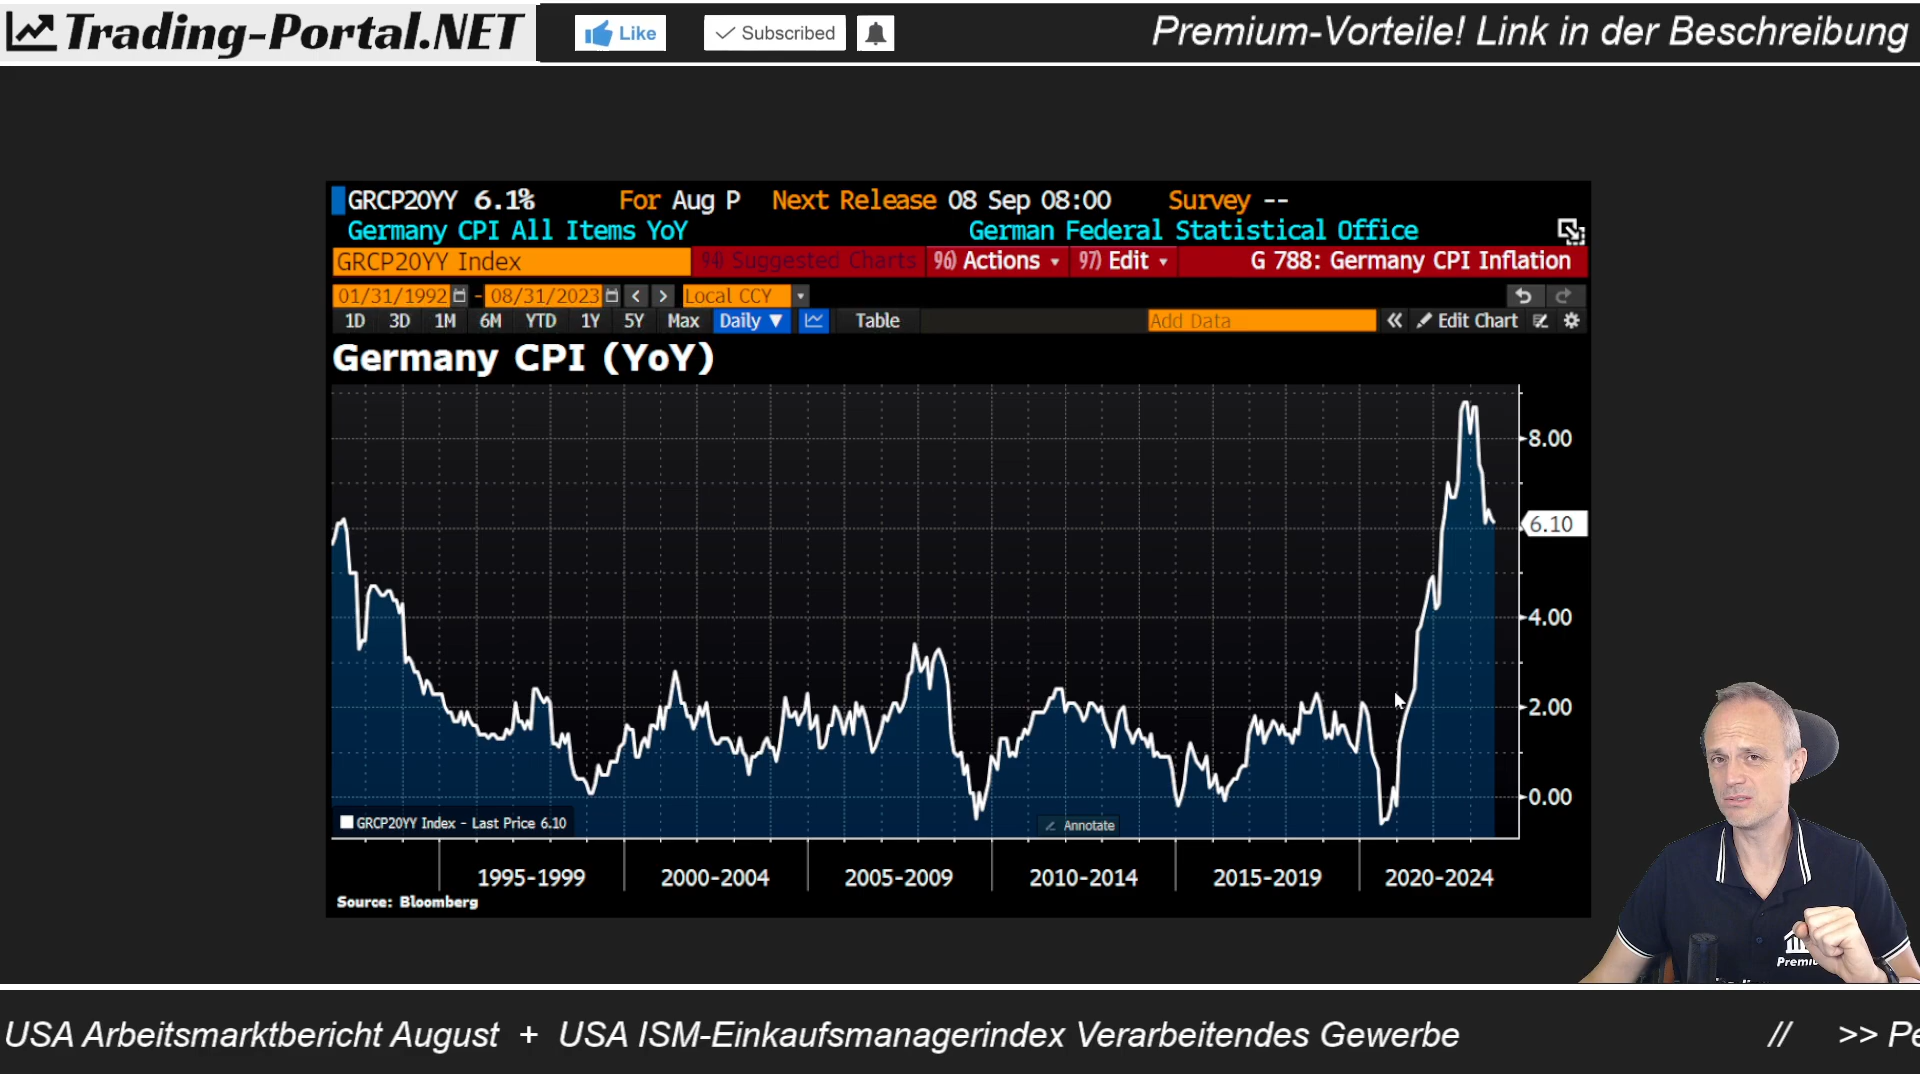 Trading-Portal.NET
Like
Subscribed
Premium-Vorteile! Link in der Beschreibung
GRCP20YY 6.1% For Aug P Next Release 08 Sep 08:00 Survey --
Germany CPI All Items YoY German Federal Statistical Office
GRCP20YY Index 94) Suggested Charts 96) Actions 97) Edit G 788: Germany CPI Inflation
01/31/1992 - 08/31/2023 Local CCY
1D 3D 1M 6M YTD 1Y 5Y Max Daily ▼ Table Add Data « Edit Chart
Germany CPI (YoY)
8.00
6.10
4.00
2.00
0.00
GRCP20YY Index - Last Price 6.10
Annotate
1995-1999 2000-2004 2005-2009 2010-2014 2015-2019 2020-2024
Source: Bloomberg
USA Arbeitsmarktbericht August + USA ISM-Einkaufsmanagerindex Verarbeitendes Gewerbe // >> Pe